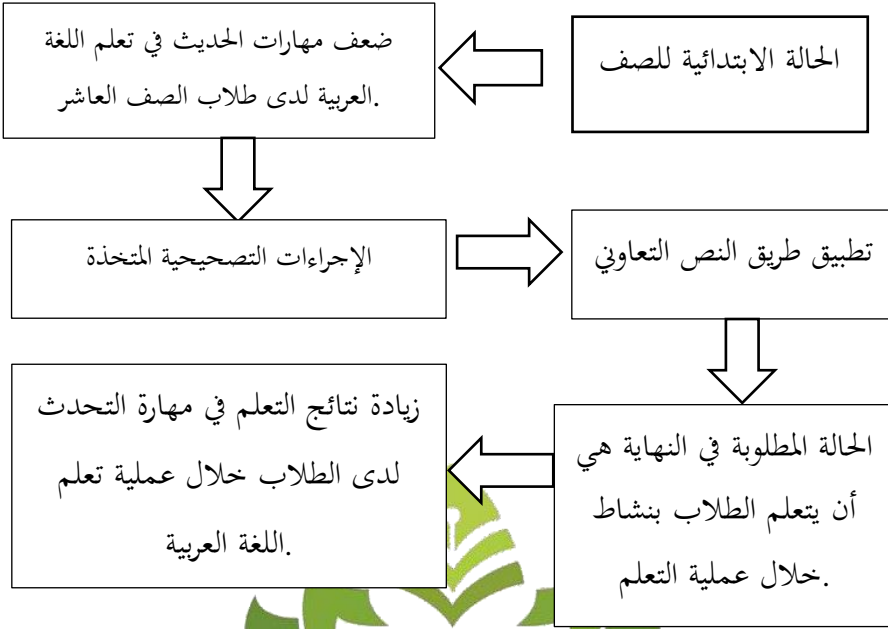 الحالة الابتدائية للصف
ضعف مهارات الحديث في تعلم اللغة
العربية لدى طلاب الصف العاشر.
الإجراءات التصحيحية المتخذة
تطبيق طريق النص التعاوني
الحالة المطلوبة في النهاية هي
أن يتعلم الطلاب بنشاط
خلال عملية التعلم.
زيادة نتائج التعلم في مهارة التحدث
لدى الطلاب خلال عملية تعلم
اللغة العربية.